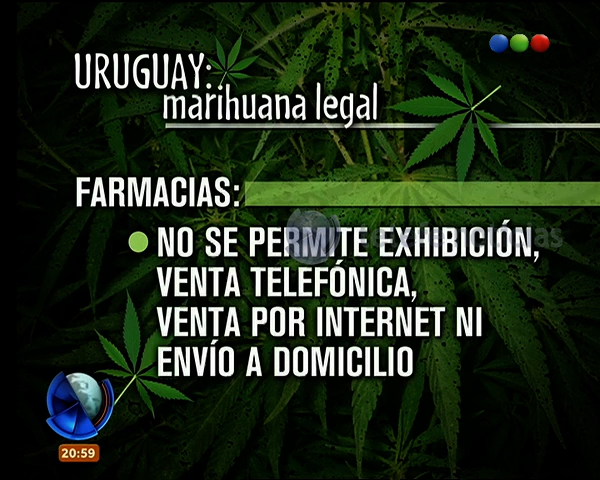 URUGUAY:
marihuana legal
FARMACIAS:
NO SE PERMITE EXHIBICIÓN,
VENTA TELEFÓNICA,
VENTA POR INTERNET NI
ENVÍO A DOMICILIO
20:59